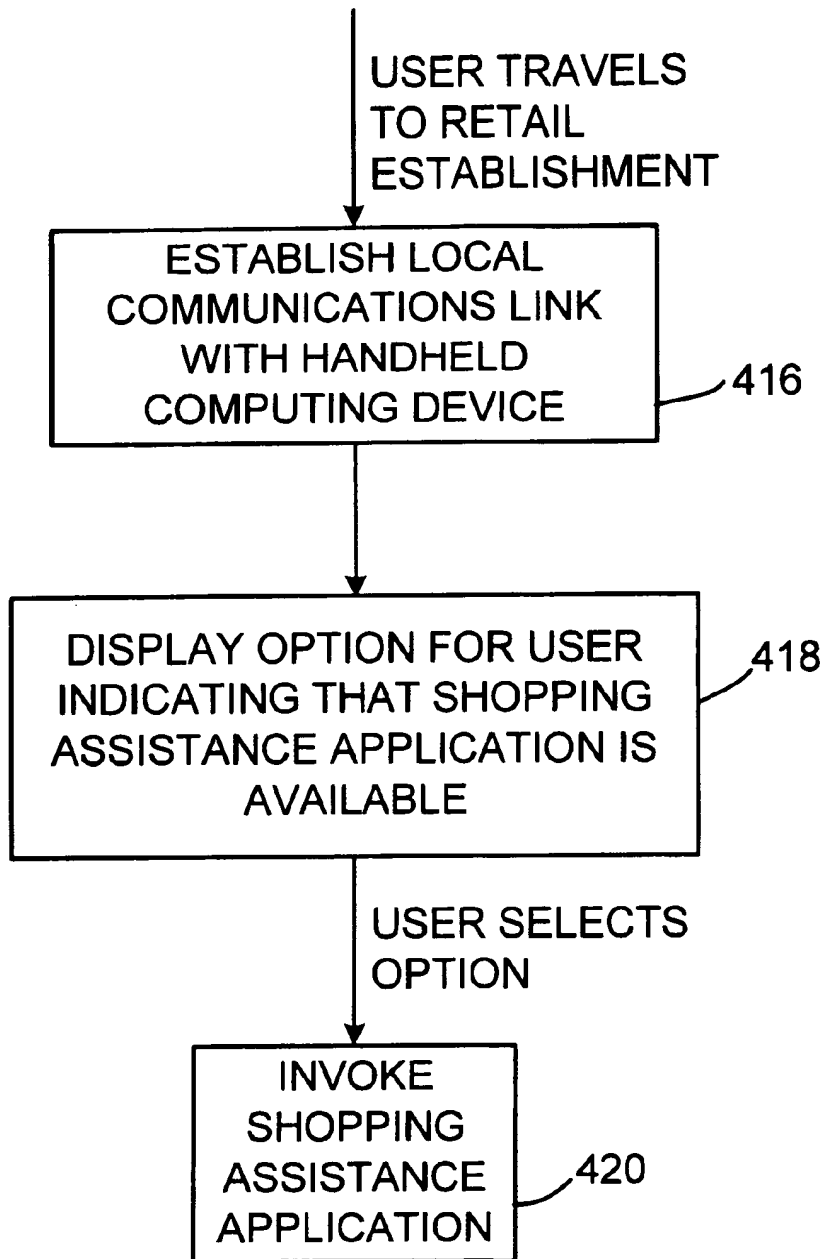 USER TRAVELS
TO RETAIL
ESTABLISHMENT
ESTABLISH LOCAL
COMMUNICATIONS LINK
WITH HANDHELD
COMPUTING DEVICE
416
DISPLAY OPTION FOR USER
INDICATING THAT SHOPPING
ASSISTANCE APPLICATION IS
AVAILABLE
418
USER SELECTS
OPTION
INVOKE
SHOPPING
ASSISTANCE
APPLICATION
420